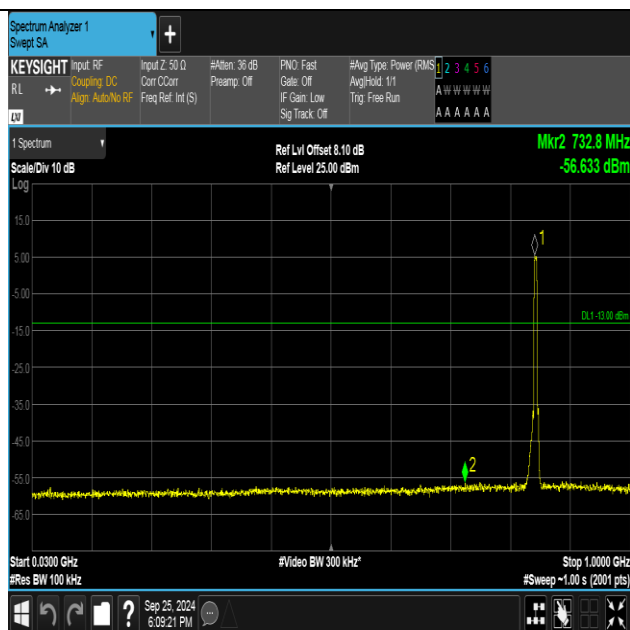 Spectrum Analyzer 1
Swept SA
+
KEYSIGHT
RL
LXI
Input: RF
Coupling: DC
Align: Auto/No RF
Input Z: 50 Ω
Corr CCorr
Freq Ref: Int (S)
#Atten: 36 dB
Preamp: Off
PNO: Fast
Gate: Off
IF Gain: Low
Sig Track: Off
#Avg Type: Power (RMS
Avg|Hold: 1/1
Trig: Free Run
1 2 3 4 5 6
A W W W W W
A A A A A A
1 Spectrum
Scale/Div 10 dB
Log
Ref Lvl Offset 8.10 dB
Ref Level 25.00 dBm
Mkr2 732.8 MHz
-56.633 dBm
15.0
5.00
-5.00
-15.0
-25.0
-35.0
-45.0
-55.0
-65.0
1
DL1 -13.00 dBm
2
Start 0.0300 GHz
#Res BW 100 kHz
#Video BW 300 kHz*
Stop 1.0000 GHz
#Sweep ~1.00 s (2001 pts)
?
Sep 25, 2024
6:09:21 PM